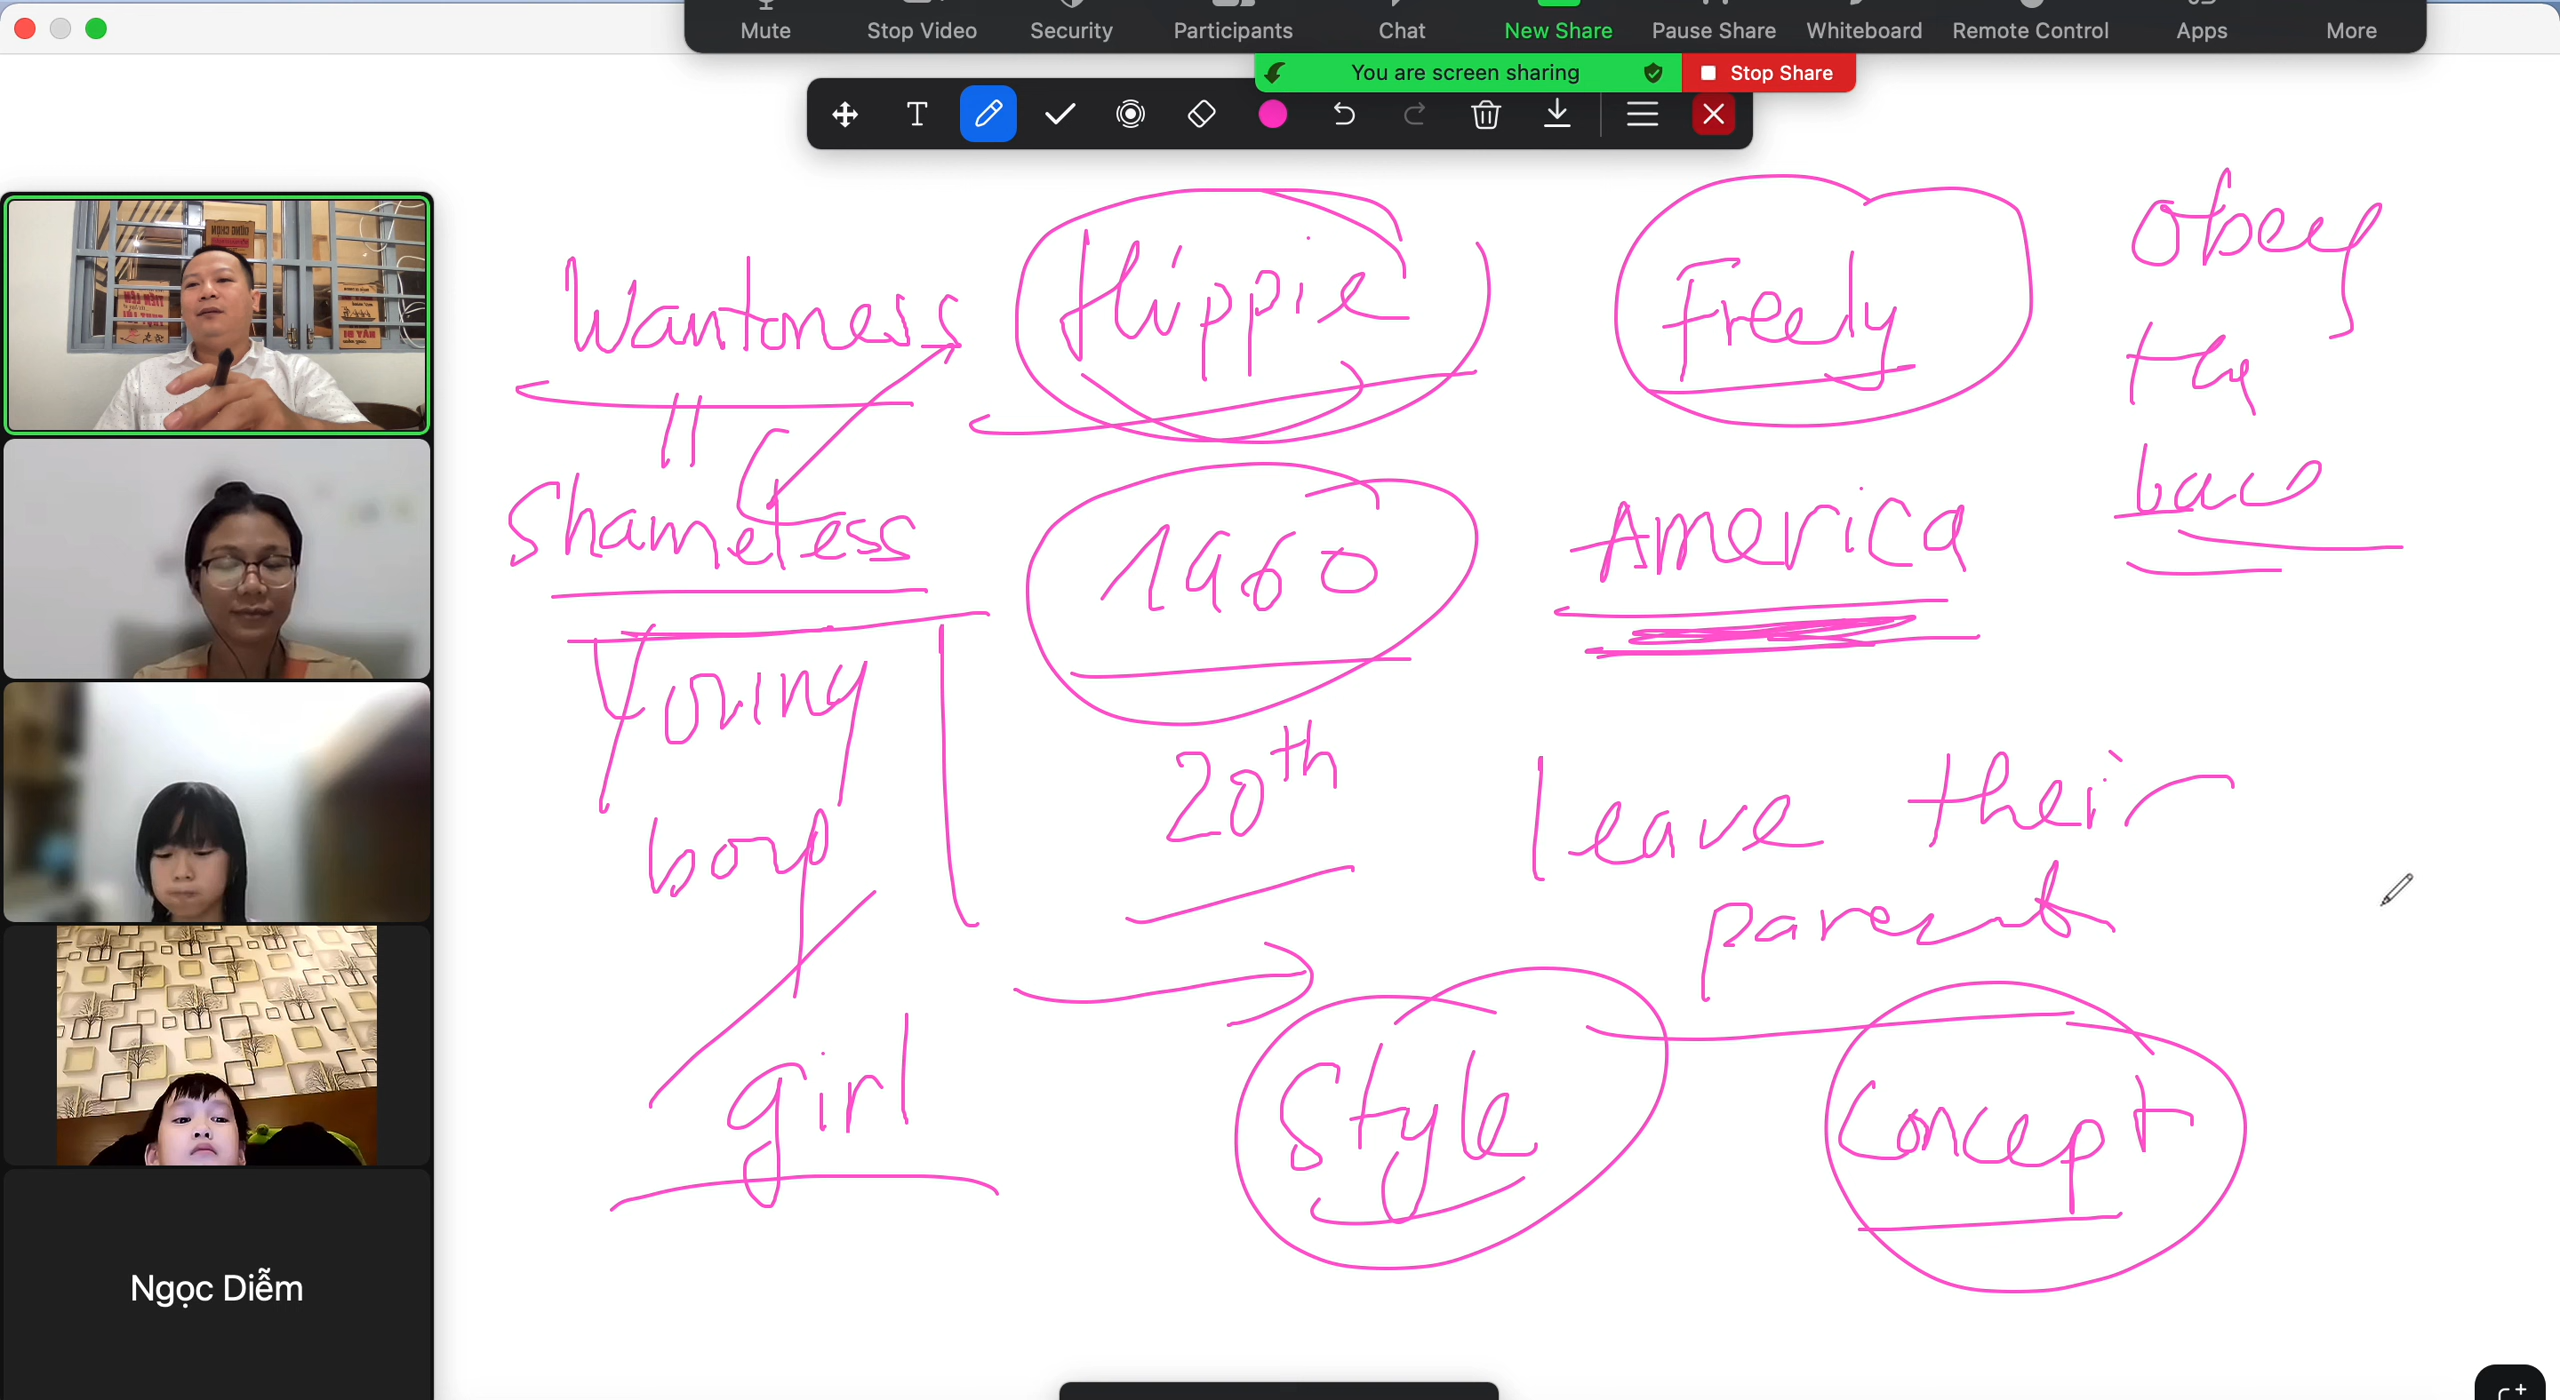 Mute Stop Video Security Participants Chat New Share Pause Share Whiteboard Remote Control Apps More
You are screen sharing Stop Share
T
Wantoness Hippie Freely obey
the
Shameless 1960 America
Young 20th leave their
boy parents
girl Style Concept
Ngọc Diễm